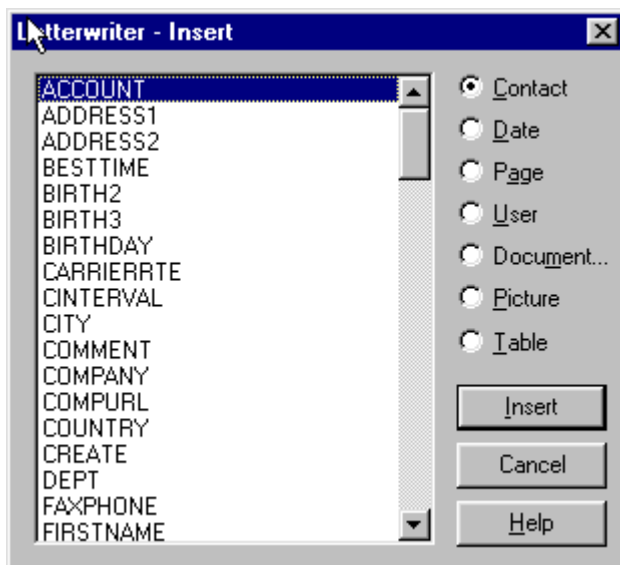 Letterwriter - Insert
ACCOUNT
ADDRESS1
ADDRESS2
BESTTIME
BIRTH2
BIRTH3
BIRTHDAY
CARRIERRTE
CINTERVAL
CITY
COMMENT
COMPANY
COMPURL
COUNTRY
CREATE
DEPT
FAXPHONE
FIRSTNAME
Contact
Date
Page
User
Document...
Picture
Table
Insert
Cancel
Help